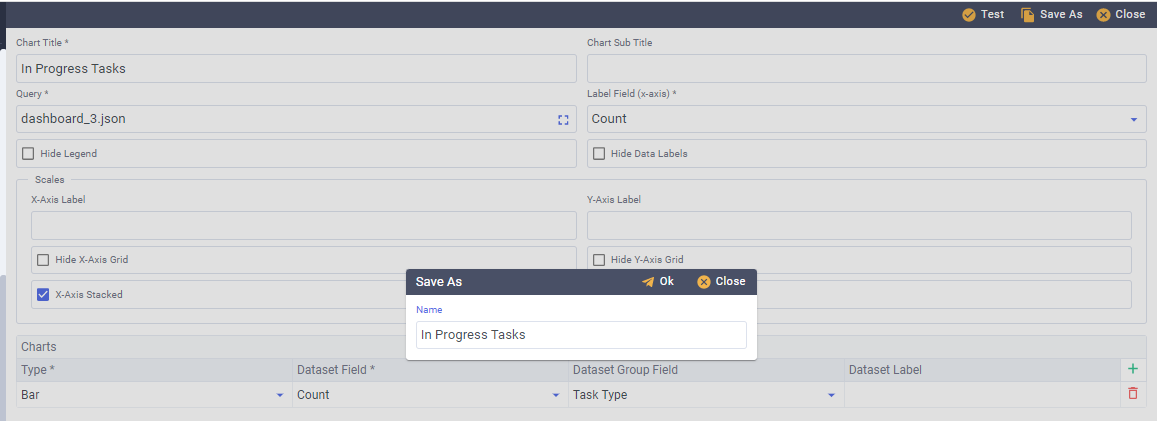 Test Save As Close
Chart Title * Chart Sub Title
In Progress Tasks
Query * Label Field (x-axis) *
dashboard_3.json Count
Hide Legend Hide Data Labels
Scales
X-Axis Label Y-Axis Label
Hide X-Axis Grid Hide Y-Axis Grid
X-Axis Stacked
Save As Ok Close
Name
In Progress Tasks
Charts
Type * Dataset Field * Dataset Group Field Dataset Label
Bar Count Task Type